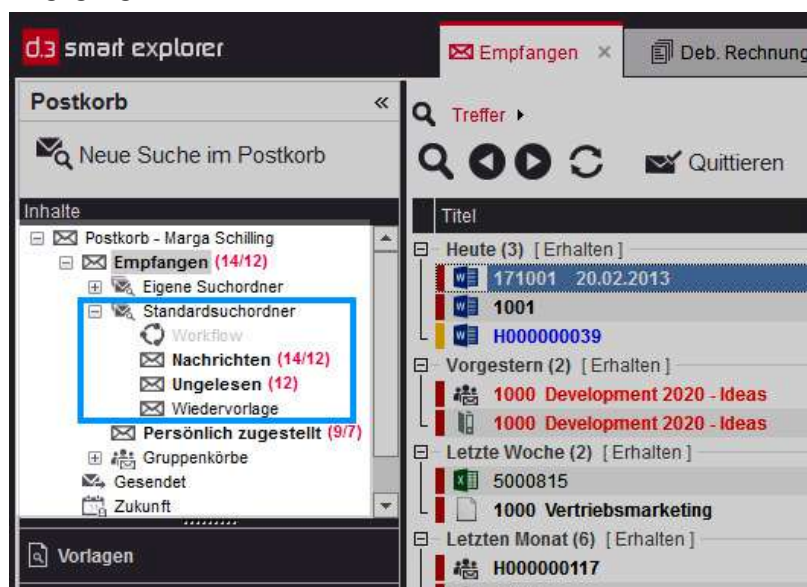 d.3 smart explorer
Empfangen ×
Deb. Rechnung
Postkorb «
Neue Suche im Postkorb
Inhalte
Postkorb - Marga Schilling
Empfangen (14/12)
Eigene Suchordner
Standardsuchordner
Workflow
Nachrichten (14/12)
Ungelesen (12)
Wiedervorlage
Persönlich zugestellt (9/7)
Gruppenkörbe
Gesendet
Zukunft
Vorlagen
Treffer
Quittieren
Titel
Heute (3) [Erhalten]
171001 20.02.2013
1001
H000000039
Vorgestern (2) [Erhalten]
1000 Development 2020 - Ideas
1000 Development 2020 - Ideas
Letzte Woche (2) [Erhalten]
5000815
1000 Vertriebsmarketing
Letzten Monat (6) [Erhalten]
H000000117